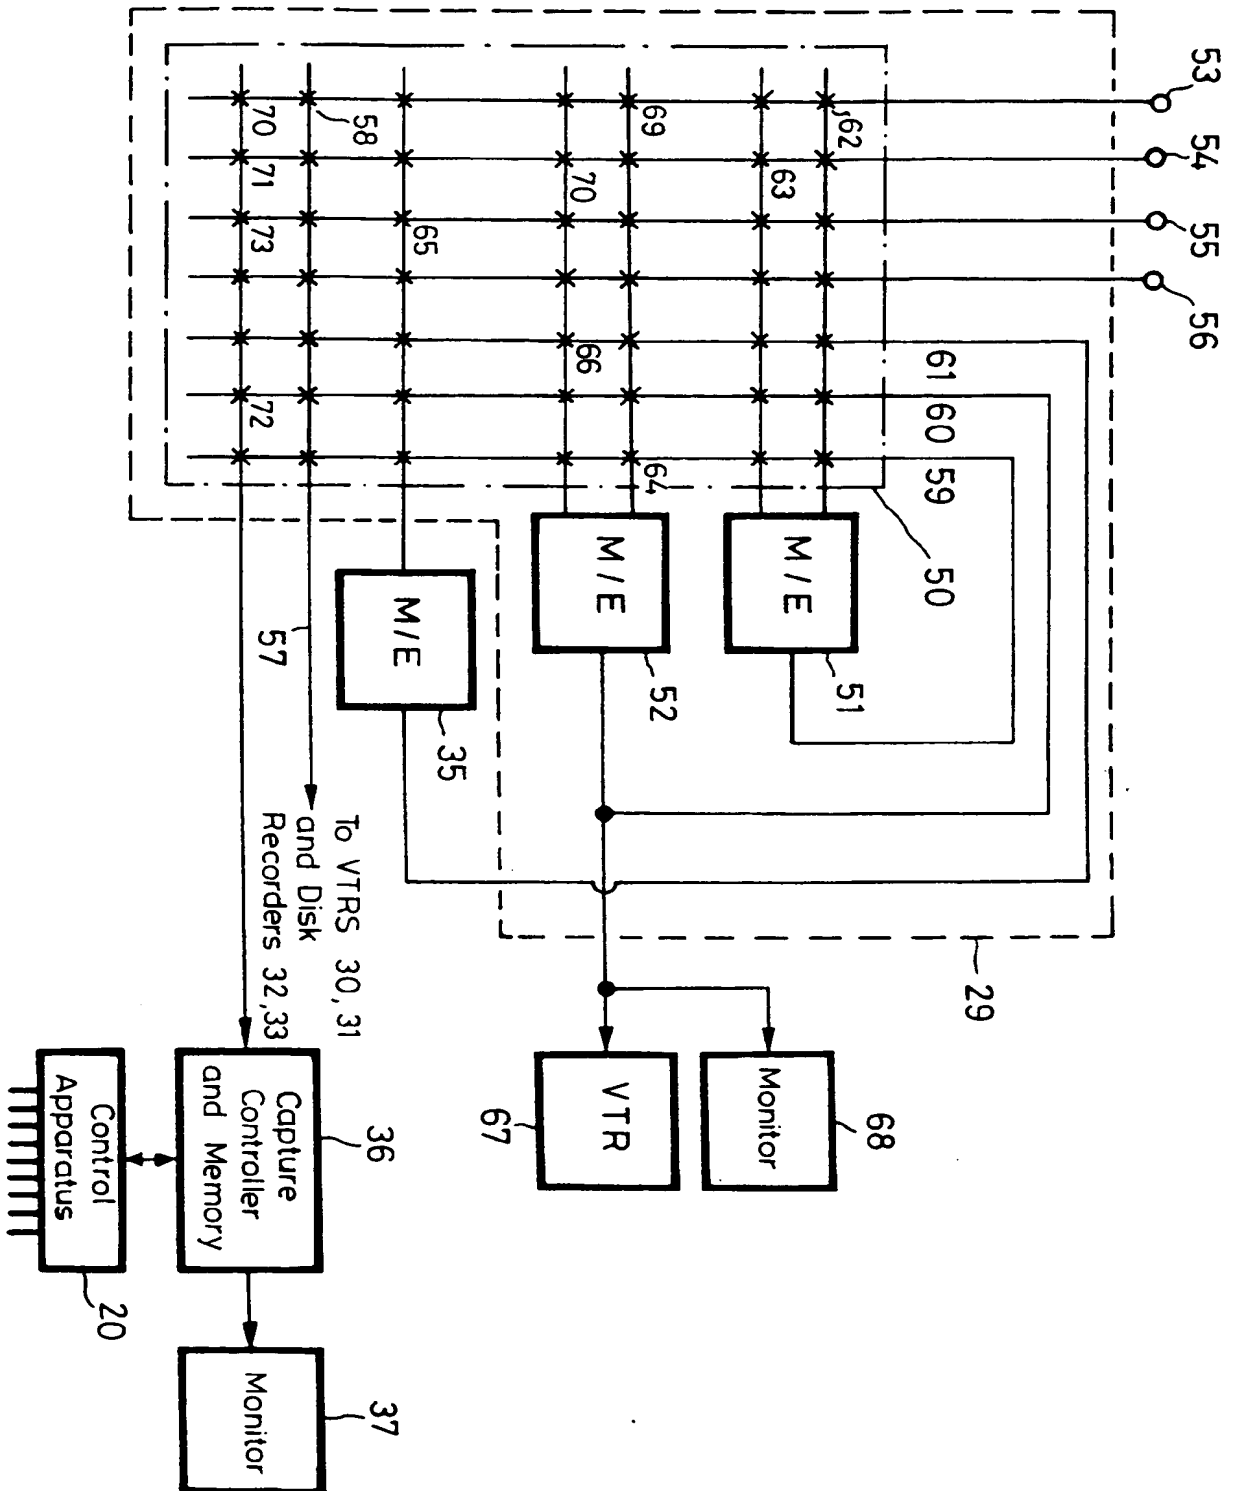 53
54
55
56
62
69
58
70
63
70
71
65
73
66
72
64
61
60
59
50
M/E
51
M/E
52
M/E
35
57
To VTRS 30,31
and Disk
Recorders 32,33
29
Monitor
68
VTR
67
Capture
Controller
and Memory
36
Control
Apparatus
20
Monitor
37